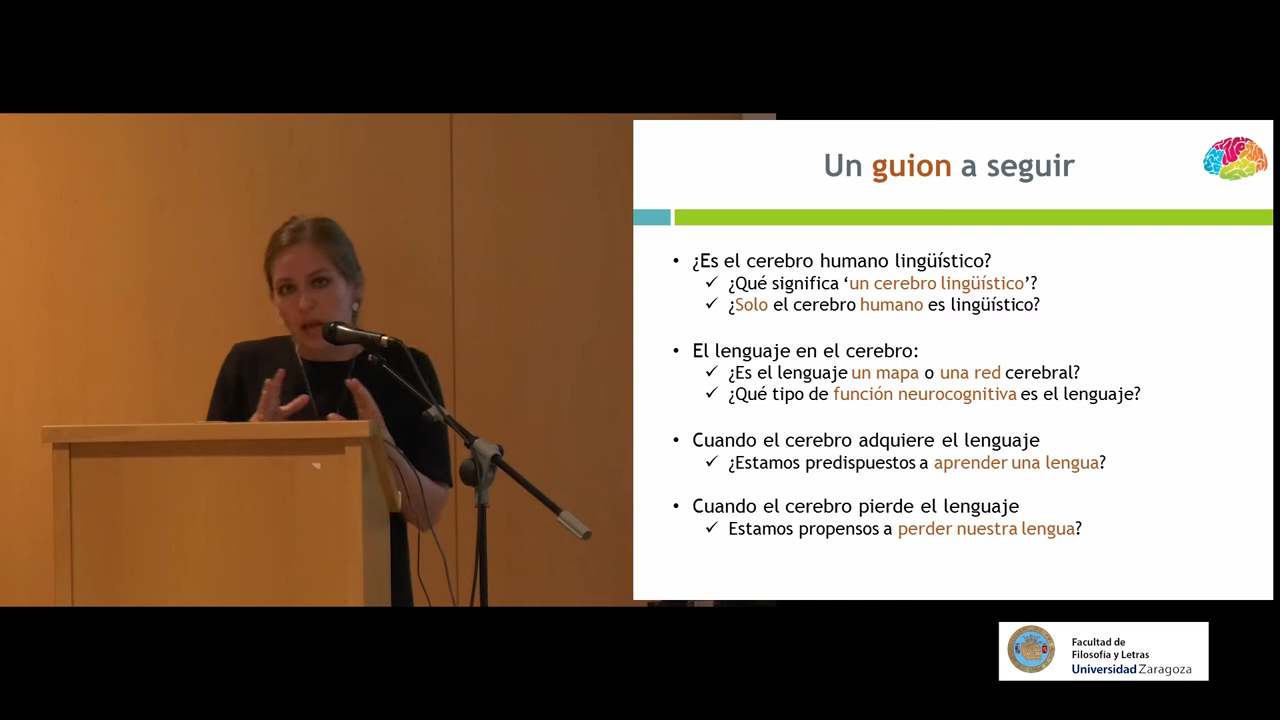 Un guion a seguir
• ¿Es el cerebro humano lingüístico?
✓ ¿Qué significa ‘un cerebro lingüístico’?
✓ ¿Solo el cerebro humano es lingüístico?
• El lenguaje en el cerebro:
✓ ¿Es el lenguaje un mapa o una red cerebral?
✓ ¿Qué tipo de función neurocognitiva es el lenguaje?
• Cuando el cerebro adquiere el lenguaje
✓ ¿Estamos predispuestos a aprender una lengua?
• Cuando el cerebro pierde el lenguaje
✓ Estamos propensos a perder nuestra lengua?
Facultad de
Filosofía y Letras
Universidad Zaragoza